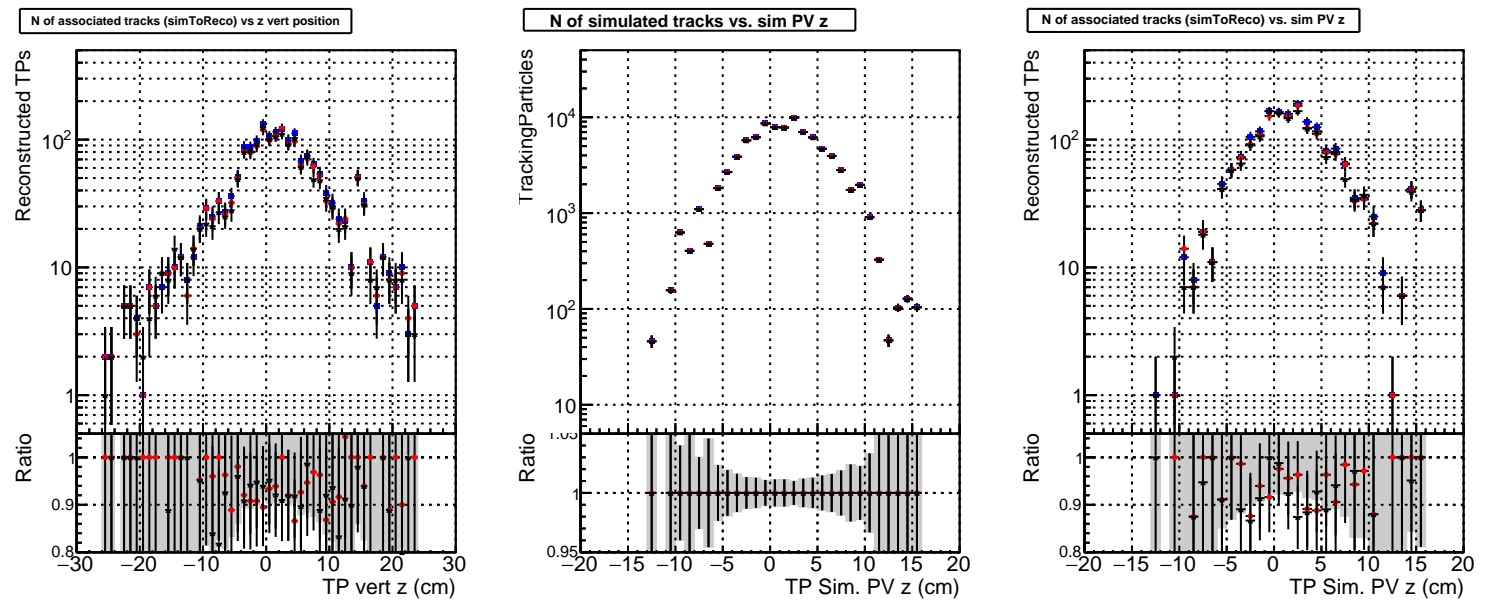 N of associated tracks (simToReco) vs z vert position
Reconstructed TPs
10²
10
1
Ratio
1
0.9
0.8
−30 −20 −10 0 10 20 30
TP vert z (cm)
N of simulated tracks vs. sim PV z
TrackingParticles
10⁴
10³
10²
10
Ratio
1.05
1
0.95
−20 −15 −10 −5 0 5 10 15 20
TP Sim. PV z (cm)
N of associated tracks (simToReco) vs. sim PV z
Reconstructed TPs
10²
10
1
Ratio
1
0.9
0.8
−20 −15 −10 −5 0 5 10 15 20
TP Sim. PV z (cm)